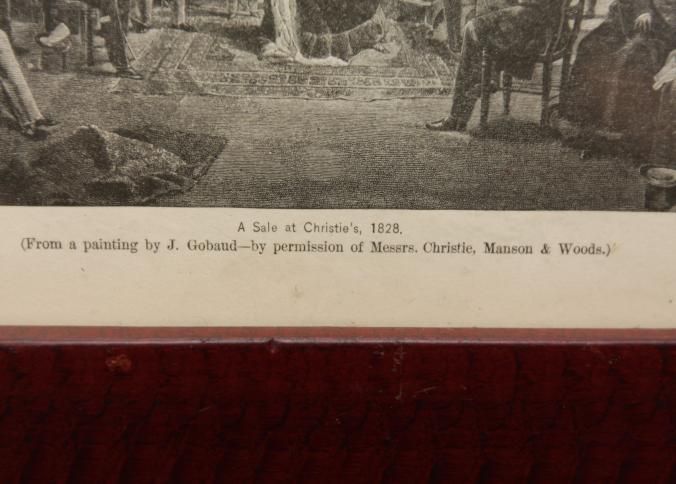 A Sale at Christie's, 1828.
(From a painting by J. Gobaud—by permission of Messrs. Christie, Manson & Woods.)